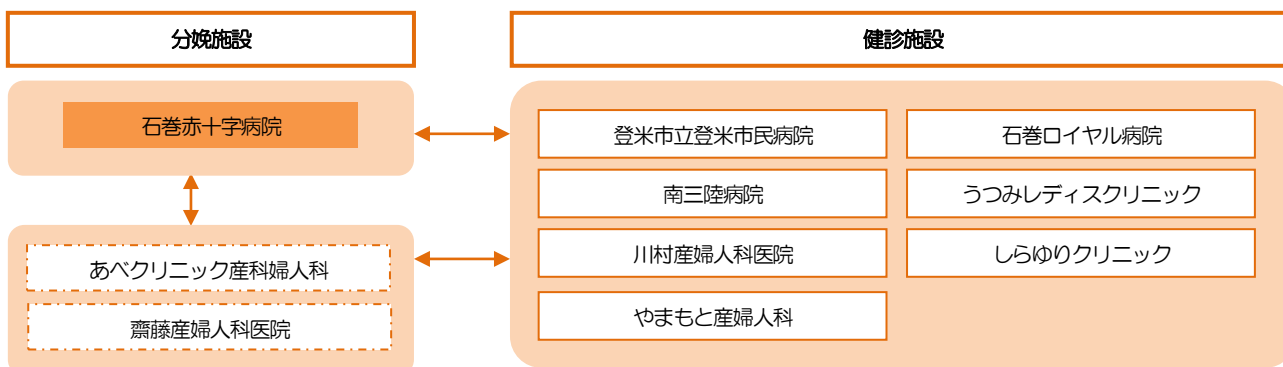 分娩施設
健診施設
石巻赤十字病院
あべクリニック産科婦人科
齋藤産婦人科医院
登米市立登米市民病院
石巻ロイヤル病院
南三陸病院
うつみレディスクリニック
川村産婦人科医院
しらゆりクリニック
やまもと産婦人科